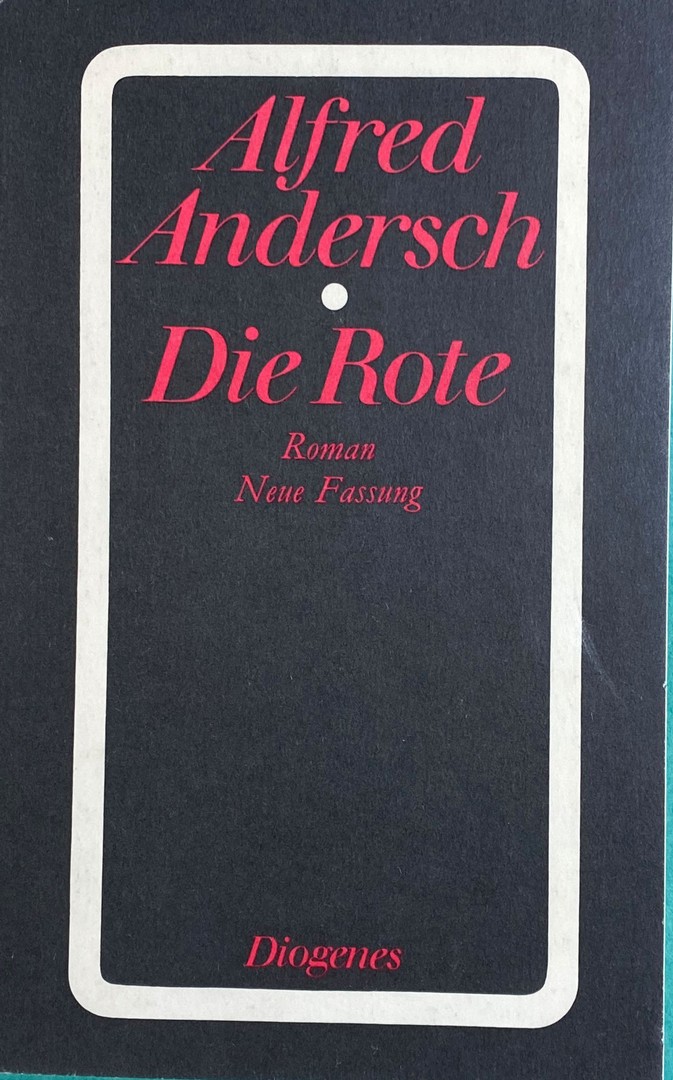 Alfred
Andersch
Die Rote
Roman
Neue Fassung
Diogenes